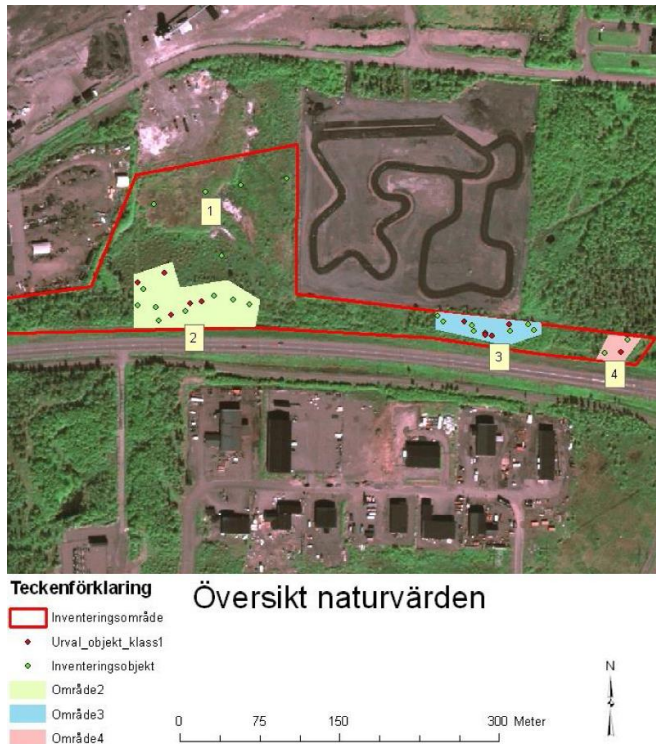 1
2
3
4
Teckenförklaring
Översikt naturvärden
Inventeringsområde
Urval_objekt_klass1
Inventeringsobjekt
Område2
Område3
Område4
N
0 75 150 300 Meter